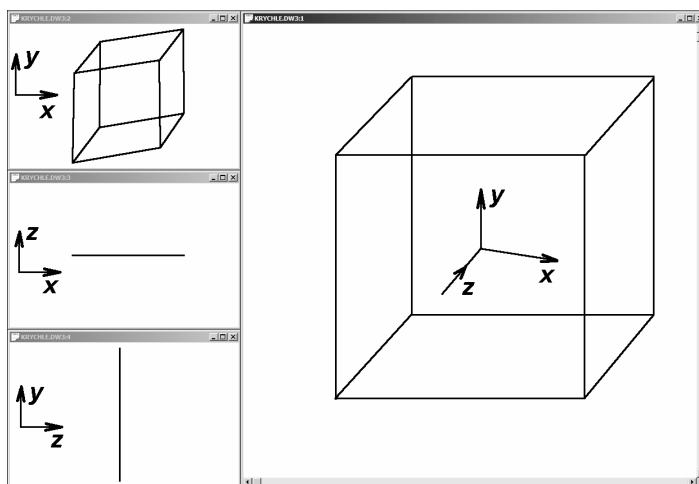 KRYCHLE.DW3:2
y
x
KRYCHLE.DW3:3
z
x
KRYCHLE.DW3:4
y
z
KRYCHLE.DW3:1
y
x
z